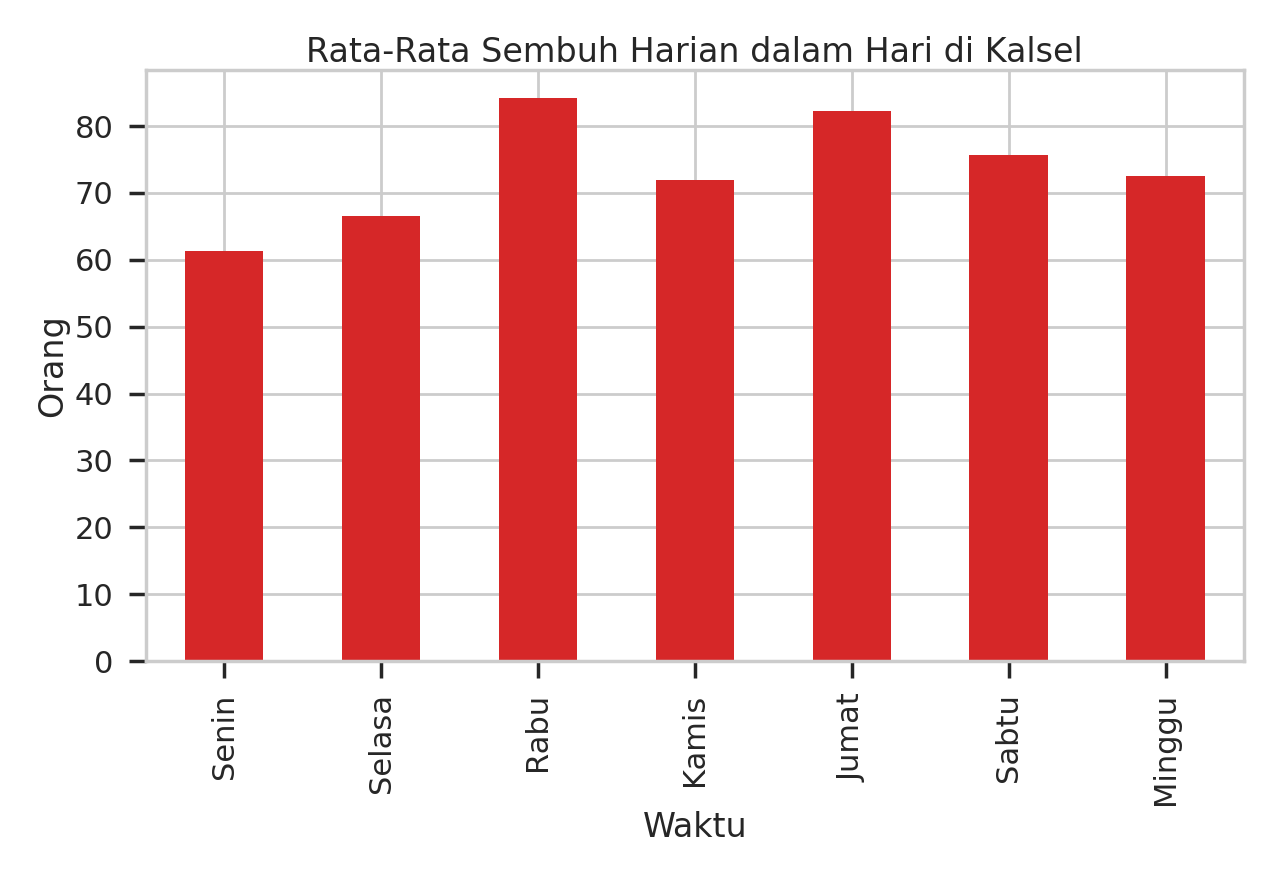 Rata-Rata Sembuh Harian dalam Hari di Kalsel
Orang
80
70
60
50
40
30
20
10
0
Senin
Selasa
Rabu
Kamis
Jumat
Sabtu
Minggu
Waktu